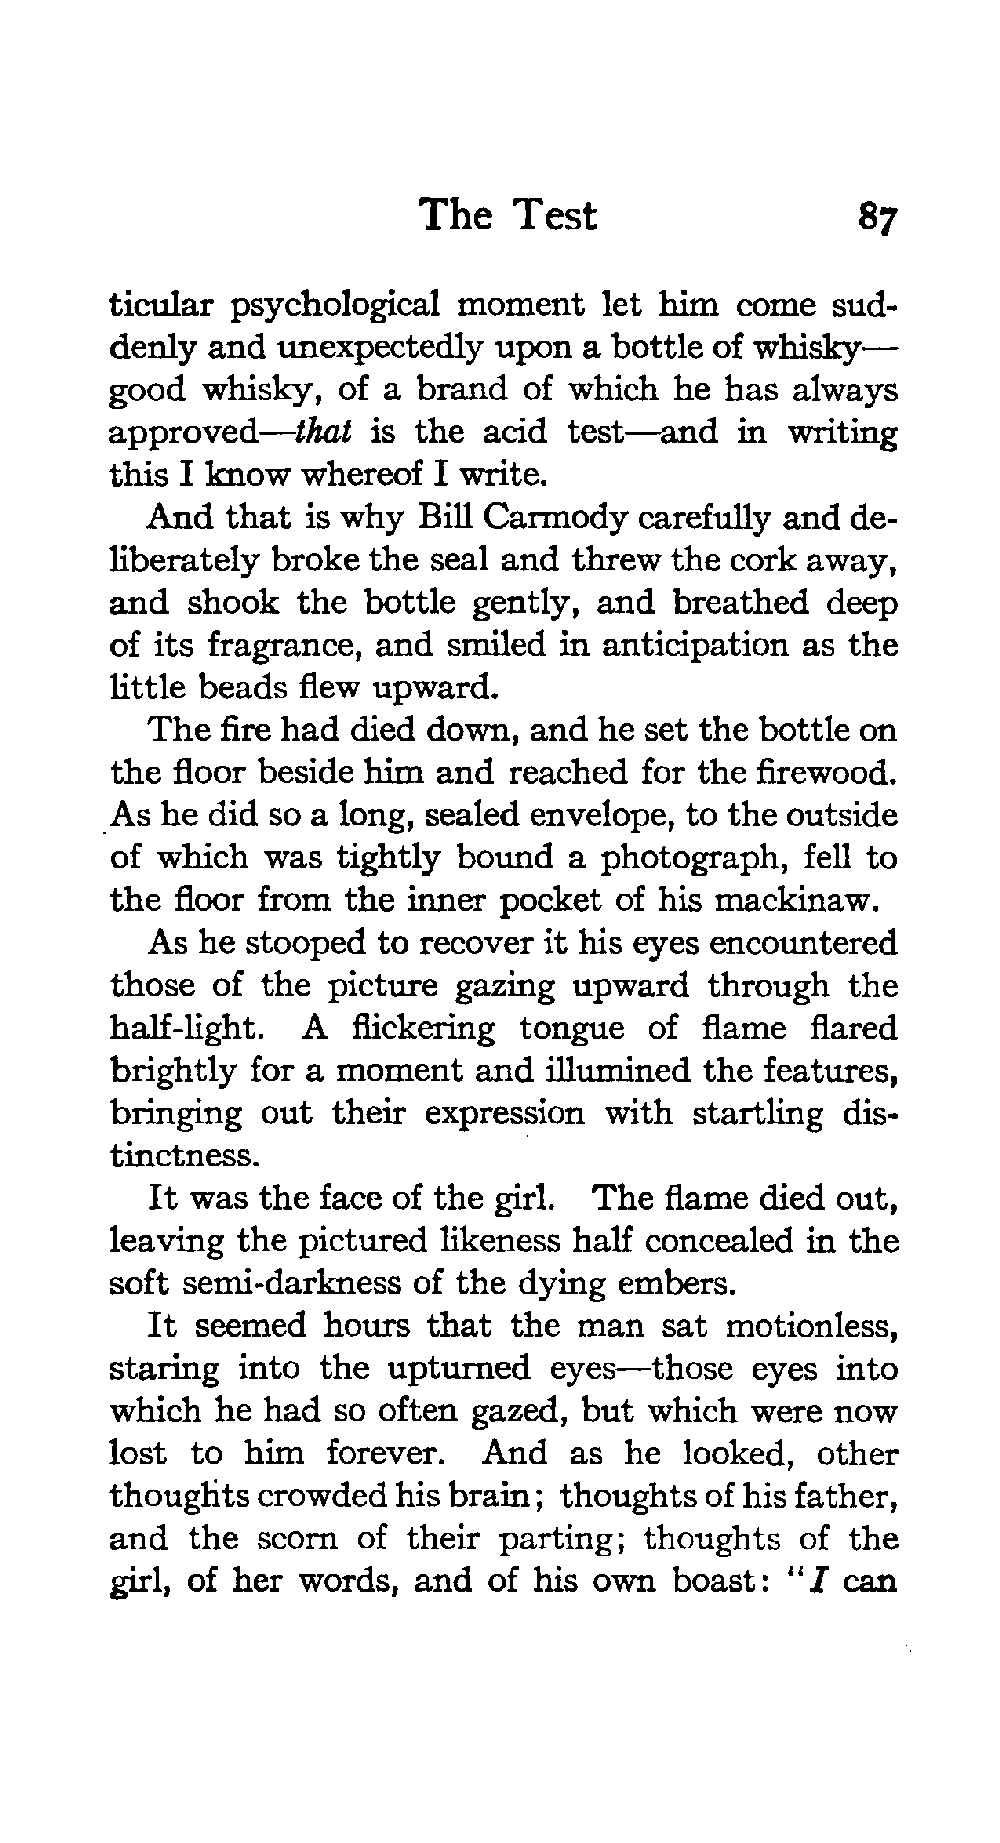 The Test 87
ticular psychological moment let him come sud-
denly and unexpectedly upon a bottle of whisky—
good whisky, of a brand of which he has always
approved—that is the acid test—and in writing
this I know whereof I write.
And that is why Bill Carmody carefully and de-
liberately broke the seal and threw the cork away,
and shook the bottle gently, and breathed deep
of its fragrance, and smiled in anticipation as the
little beads flew upward.
The fire had died down, and he set the bottle on
the floor beside him and reached for the firewood.
As he did so a long, sealed envelope, to the outside
of which was tightly bound a photograph, fell to
the floor from the inner pocket of his mackinaw.
As he stooped to recover it his eyes encountered
those of the picture gazing upward through the
half-light. A flickering tongue of flame flared
brightly for a moment and illumined the features,
bringing out their expression with startling dis-
tinctness.
It was the face of the girl. The flame died out,
leaving the pictured likeness half concealed in the
soft semi-darkness of the dying embers.
It seemed hours that the man sat motionless,
staring into the upturned eyes—those eyes into
which he had so often gazed, but which were now
lost to him forever. And as he looked, other
thoughts crowded his brain; thoughts of his father,
and the scorn of their parting; thoughts of the
girl, of her words, and of his own boast: "I can